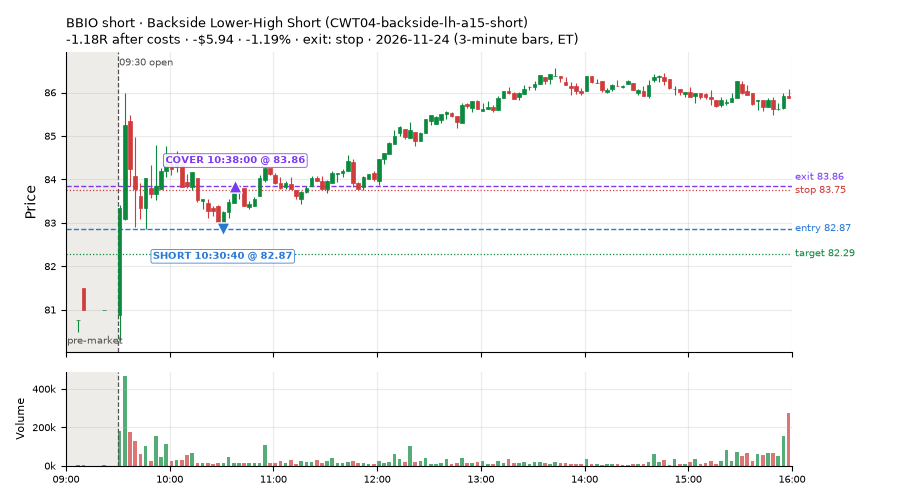 BBIO short · Backside Lower-High Short (CWT04-backside-lh-a15-short)
-1.18R after costs · -$5.94 · -1.19% · exit: stop · 2026-11-24 (3-minute bars, ET)
09:30 open
86
85
84
83
82
81
Price
COVER 10:38:00 @ 83.86
SHORT 10:30:40 @ 82.87
exit 83.86
stop 83.75
entry 82.87
target 82.29
pre-market
400k
200k
0k
Volume
09:00
10:00
11:00
12:00
13:00
14:00
15:00
16:00